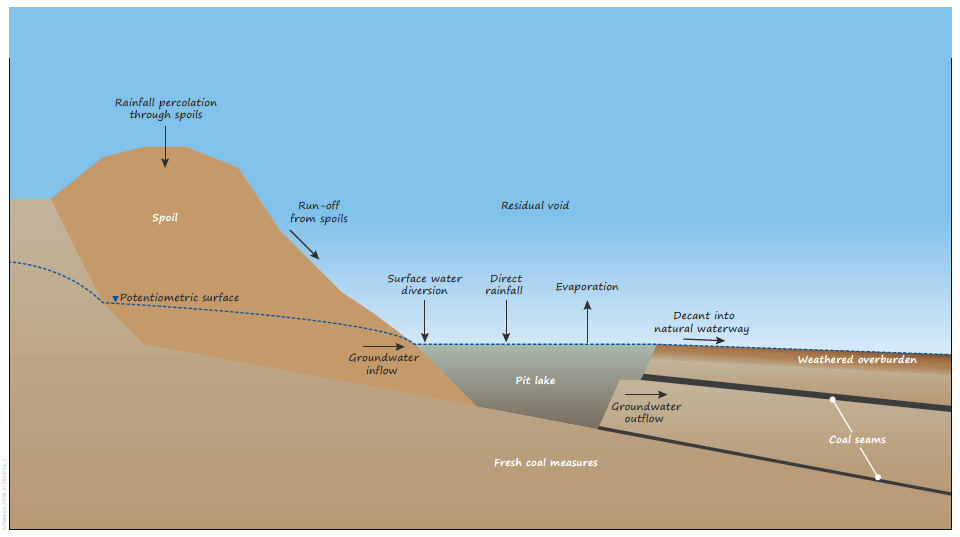 Rainfall percolation
through spoils
Spoil
Run-off
from spoils
Residual void
Potentiometric surface
Surface water
diversion
Direct
rainfall
Evaporation
Decant into
natural waterway
Groundwater
inflow
Weathered overburden
Pit lake
Groundwater
outflow
Coal seams
Fresh coal measures